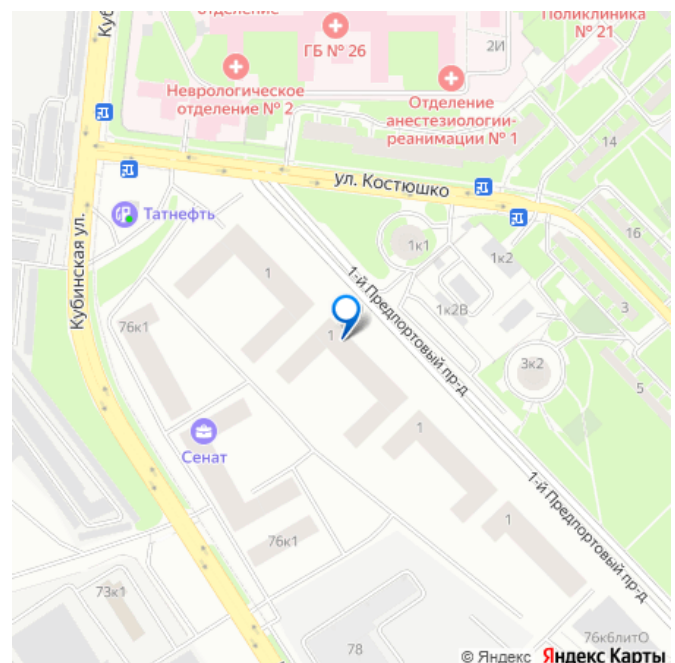 отделение
Поликлиника
№ 21
ГБ № 26
2И
Неврологическое
отделение № 2
Отделение
анестезиологии-
реанимации № 1
14
ул. Костюшко
Татнефть
16
1к1
1к2
Кубинская ул.
1
1-й Предпортовый пр-д
1к2В
3
76к1
1
3к2
5
1
Сенат
1-й Предпортовый пр-д
1
76к1
73к1
78
76к6литО
© Яндекс Яндекс Карты